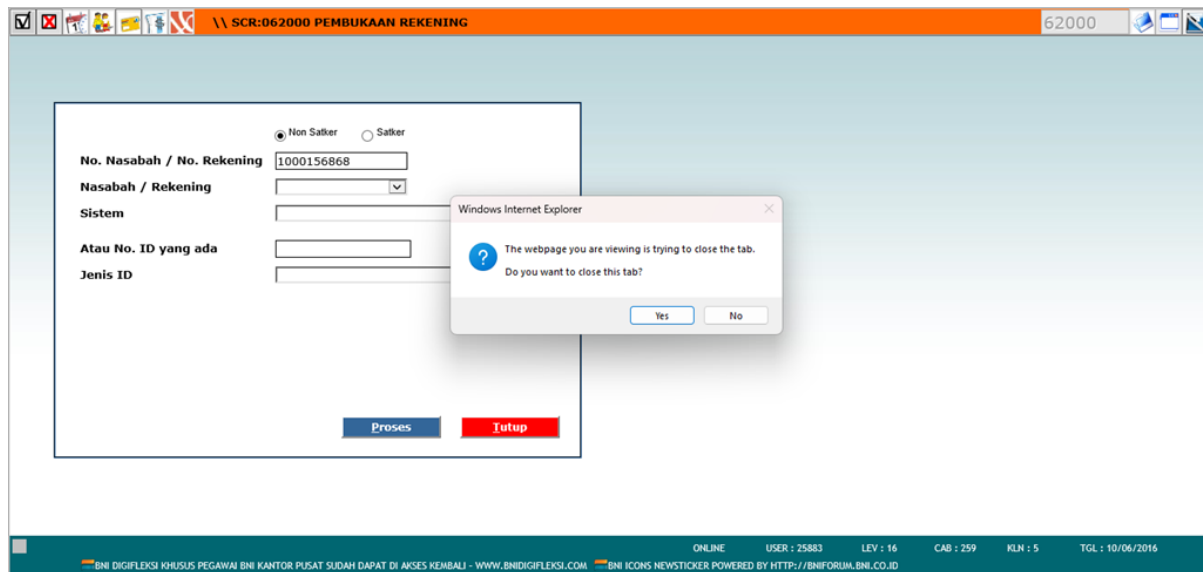 \\ SCR:062000 PEMBUKAAN REKENING
62000
Non Satker Satker
No. Nasabah / No. Rekening 1000156868
Nasabah / Rekening
Sistem
Atau No. ID yang ada
Jenis ID
Windows Internet Explorer
The webpage you are viewing is trying to close the tab.
Do you want to close this tab?
Yes No
Proses Tutup
ONLINE USER : 25883 LEV : 16 CAB : 259 KLN : 5 TGL : 10/06/2016
BNI DIGIFLEKSI KHUSUS PEGAWAI BNI KANTOR PUSAT SUDAH DAPAT DI AKSES KEMBALI - WWW.BNIDIGIFLEKSI.COM BNI ICONS NEWSTICKER POWERED BY HTTP://BNIFORUM.BNI.CO.ID